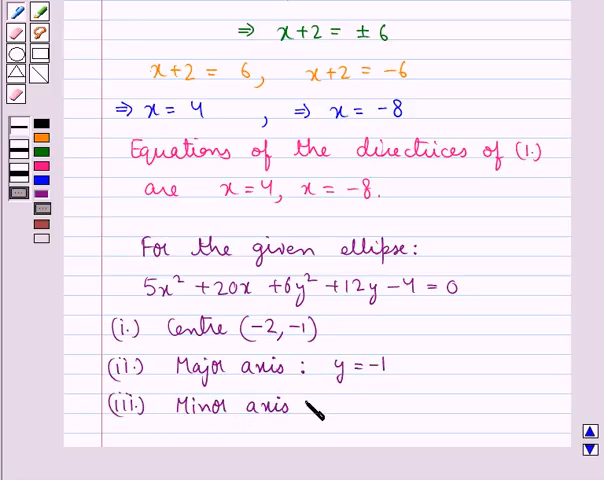 ⇒ x+2 = ± 6
x+2 = 6, x+2 = -6
⇒ x = 4 , ⇒ x = -8
Equations of the directrices of (1.)
are x=4, x = -8.
For the given ellipse:
5x² + 20x + 6y² + 12y - 4 = 0
(i.) Centre (-2, -1)
(ii.) Major axis : y = -1
(iii.) Minor axis